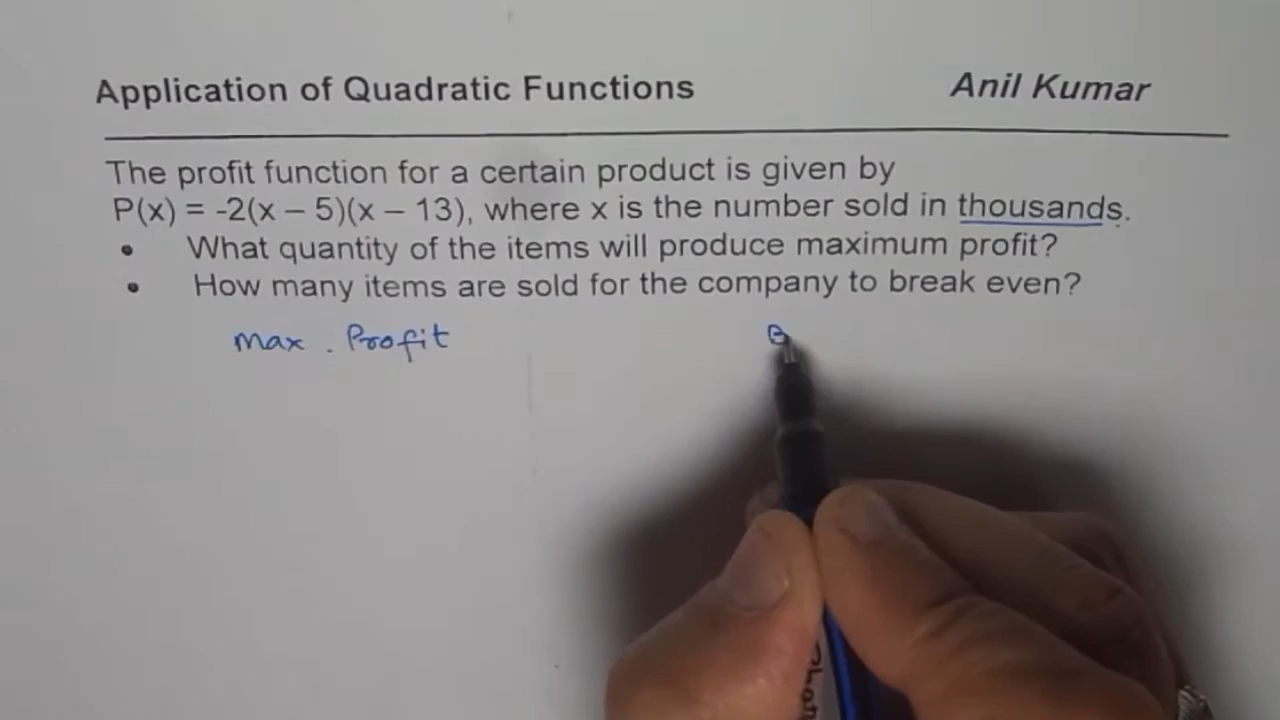 Application of Quadratic Functions Anil Kumar
The profit function for a certain product is given by
P(x) = -2(x – 5)(x – 13), where x is the number sold in thousands.
• What quantity of the items will produce maximum profit?
• How many items are sold for the company to break even?
max. Profit B